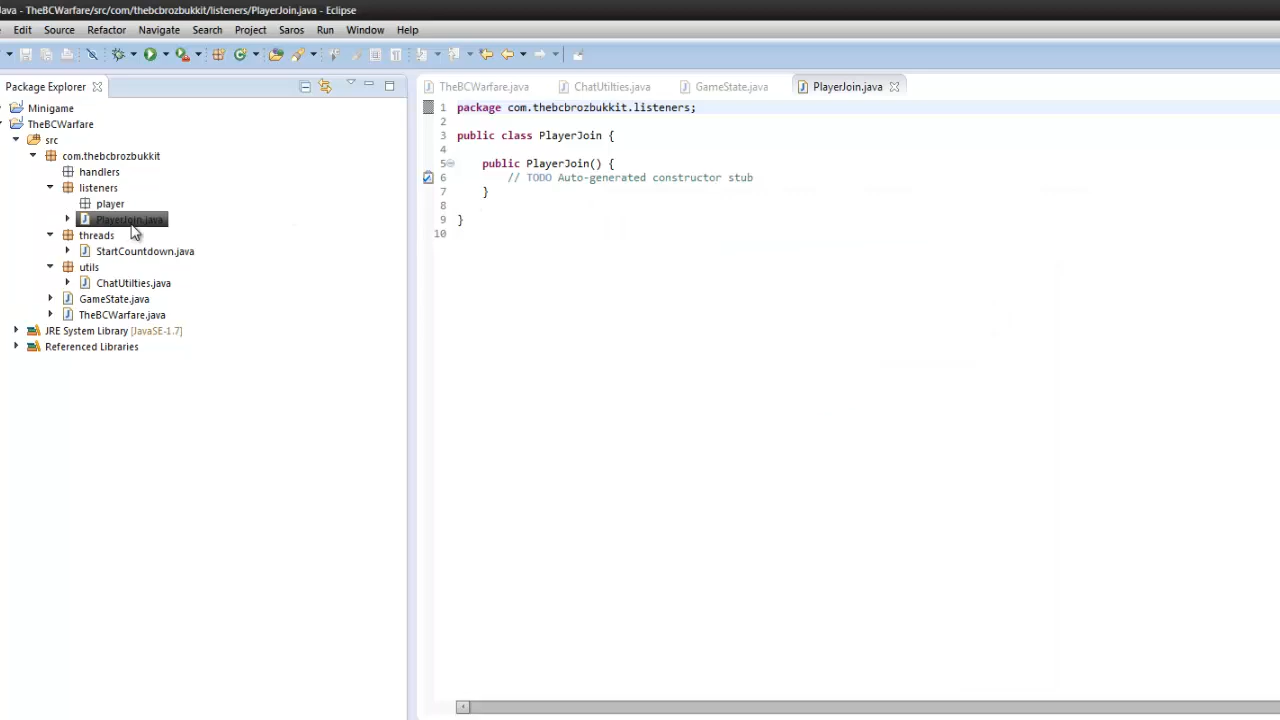 Java - TheBCWarfare/src/com/thebcbrozbukkit/listeners/PlayerJoin.java - Eclipse
Edit Source Refactor Navigate Search Project Saros Run Window Help
Package Explorer
TheBCWarfare.java ChatUtilties.java GameState.java PlayerJoin.java
Minigame
TheBCWarfare
src
com.thebcbrozbukkit
handlers
listeners
player
PlayerJoin.java
threads
StartCountdown.java
utils
ChatUtilties.java
GameState.java
TheBCWarfare.java
JRE System Library [JavaSE-1.7]
Referenced Libraries
1 package com.thebcbrozbukkit.listeners;
2
3 public class PlayerJoin {
4
5 public PlayerJoin() {
6 // TODO Auto-generated constructor stub
7 }
8
9 }
10